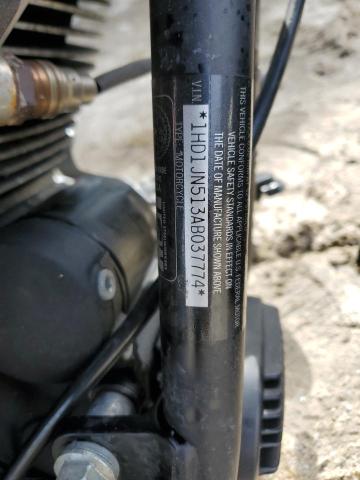 THIS VEHICLE CONFORMS TO ALL APPLICABLE U.S. FEDERAL MOTOR
VEHICLE SAFETY STANDARDS IN EFFECT ON
THE DATE OF MANUFACTURE SHOWN ABOVE
V.I.N.
*1HD1JN513AB037774*
TYPE: MOTORCYCLE